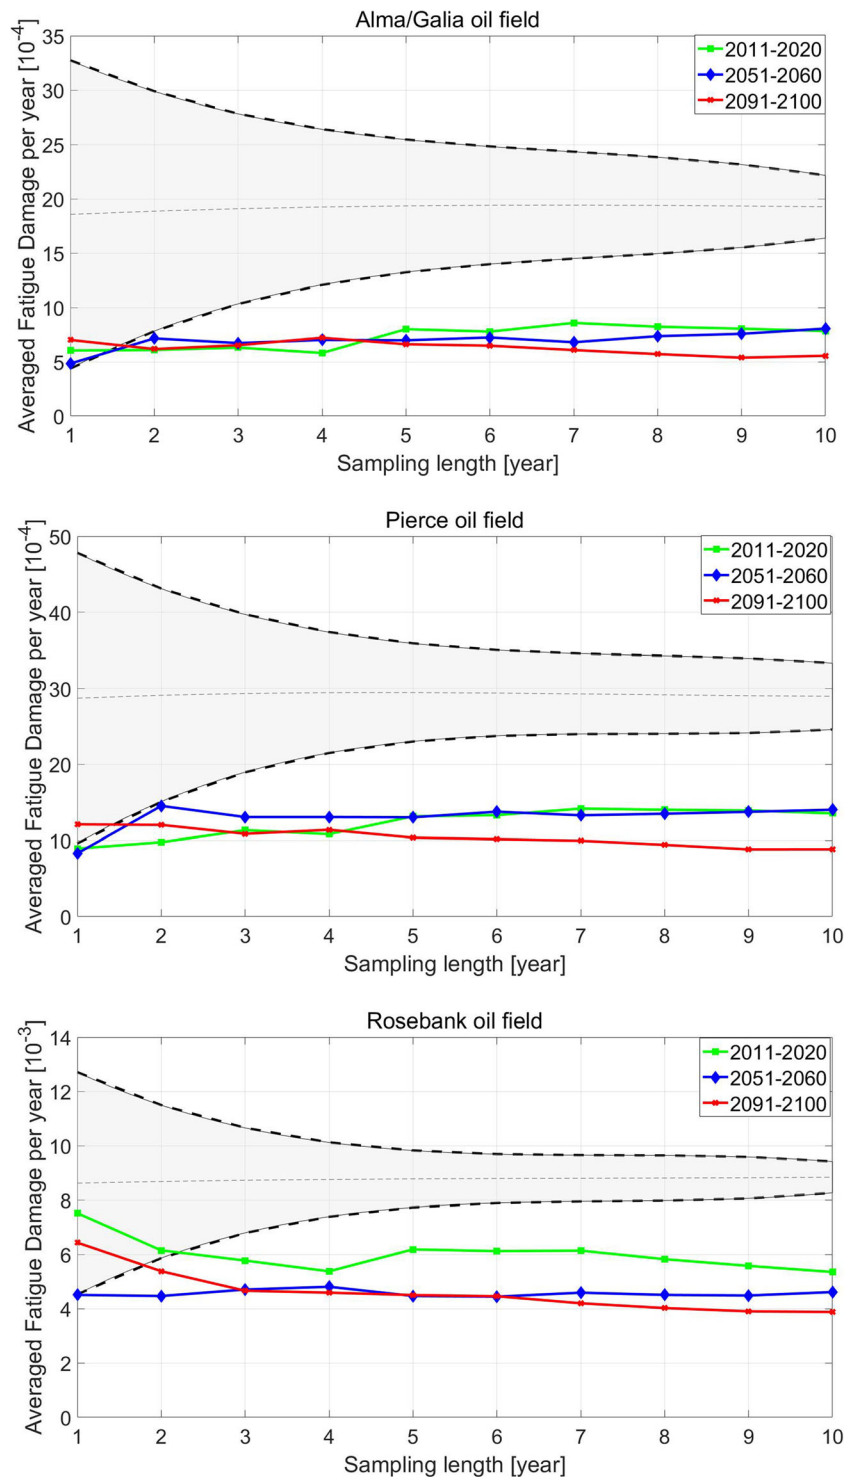 Alma/Galia oil field
Averaged Fatigue Damage per year [10⁻⁴]
35
30
25
20
15
10
5
0
2011-2020
2051-2060
2091-2100
1 2 3 4 5 6 7 8 9 10
Sampling length [year]
Pierce oil field
Averaged Fatigue Damage per year [10⁻⁴]
50
40
30
20
10
0
2011-2020
2051-2060
2091-2100
1 2 3 4 5 6 7 8 9 10
Sampling length [year]
Rosebank oil field
Averaged Fatigue Damage per year [10⁻³]
14
12
10
8
6
4
2
0
2011-2020
2051-2060
2091-2100
1 2 3 4 5 6 7 8 9 10
Sampling length [year]